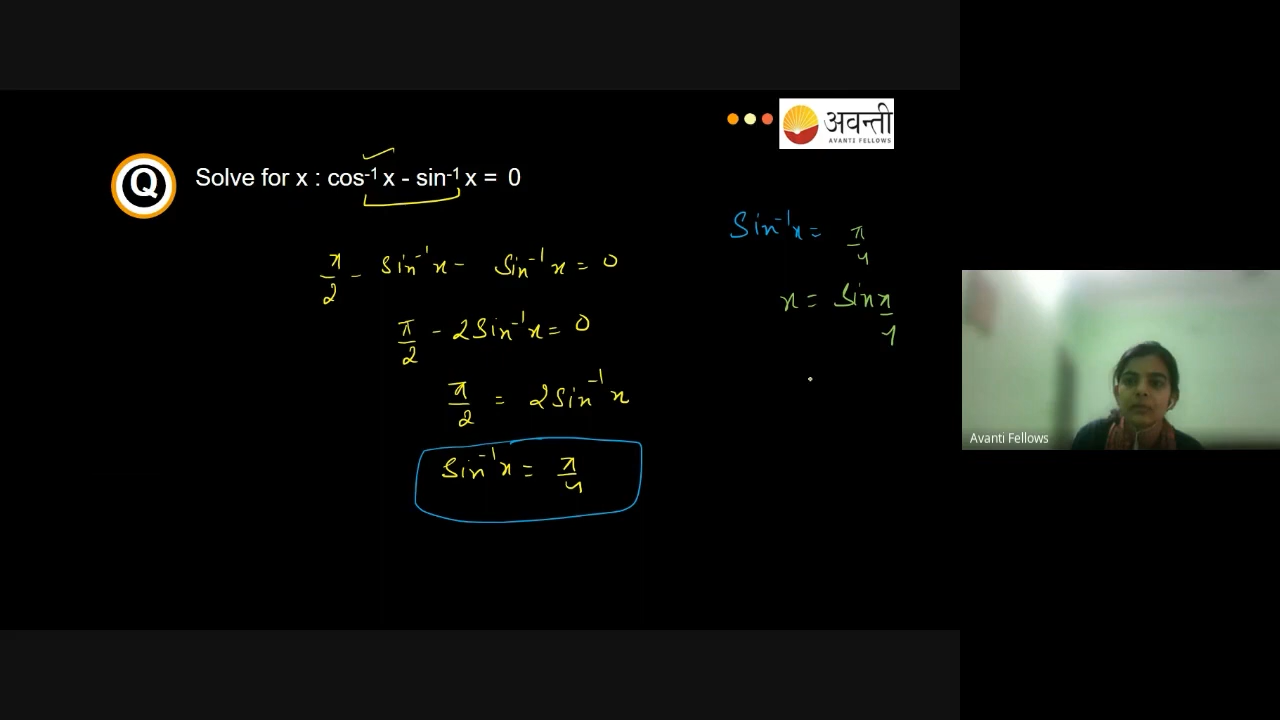 अवन्ती
AVANTI FELLOWS
Q Solve for x : cos⁻¹ x - sin⁻¹ x = 0
π/2 - Sin⁻¹x - Sin⁻¹x = 0
π/2 - 2Sin⁻¹x = 0
π/2 = 2Sin⁻¹x
Sin⁻¹x = π/4
Sin⁻¹x = π/4
x = Sin π/4
Avanti Fellows